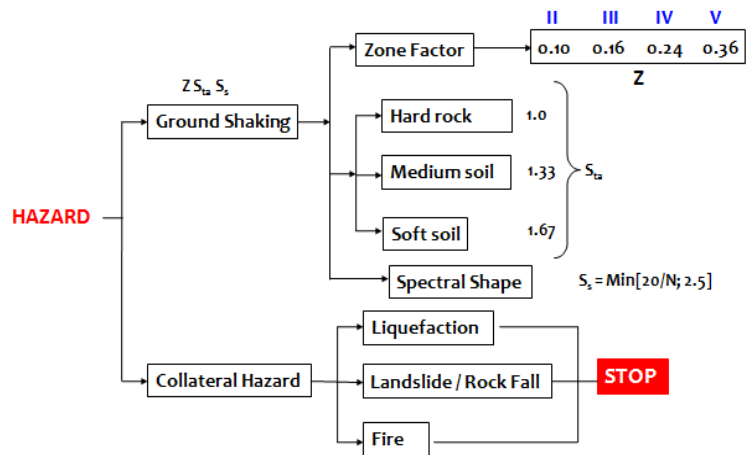 II III IV V
Zone Factor
0.10 0.16 0.24 0.36
Z
Z Sta Ss
Ground Shaking
Hard rock 1.0
Medium soil 1.33
Sta
Soft soil 1.67
HAZARD
Spectral Shape
Ss = Min[20/N; 2.5]
Liquefaction
Collateral Hazard
Landslide / Rock Fall
STOP
Fire